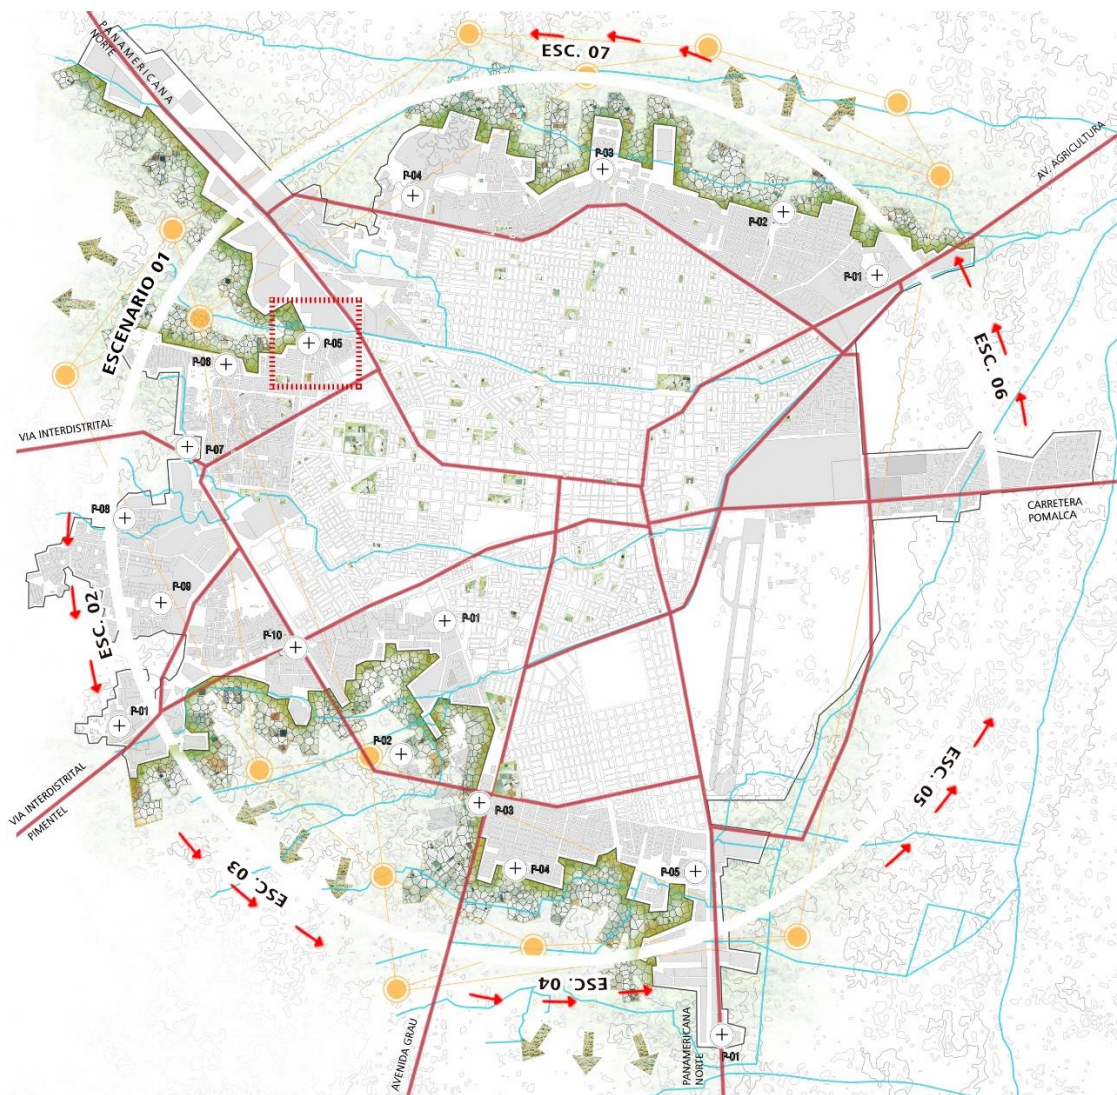 PANAMERICANA
NORTE
ESC. 07
AV. AGRICULTURA
P-03
P-04
P-02
P-01
ESCENARIO 01
P-05
P-06
ESC. 06
VIA INTERDISTRITAL
P-07
CARRETERA
POMALCA
P-08
ESC. 02
P-09
P-01
P-10
P-01
P-02
ESC. 05
VIA INTERDISTRITAL
PIMENTEL
P-03
P-04
P-05
ESC. 03
ESC. 04
AVENIDA GRAU
PANAMERICANA
NORTE
P-01